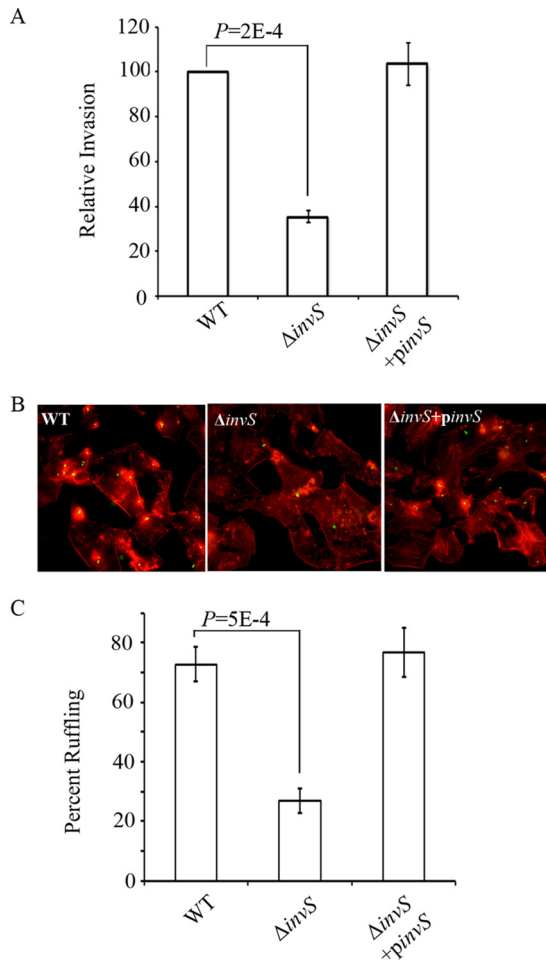 A
P=2E-4
Relative Invasion
120
100
80
60
40
20
0
WT
ΔinvS
ΔinvS
+pinvS
B
WT
ΔinvS
ΔinvS+pinvS
C
P=5E-4
Percent Ruffling
80
60
40
20
0
WT
ΔinvS
ΔinvS
+pinvS